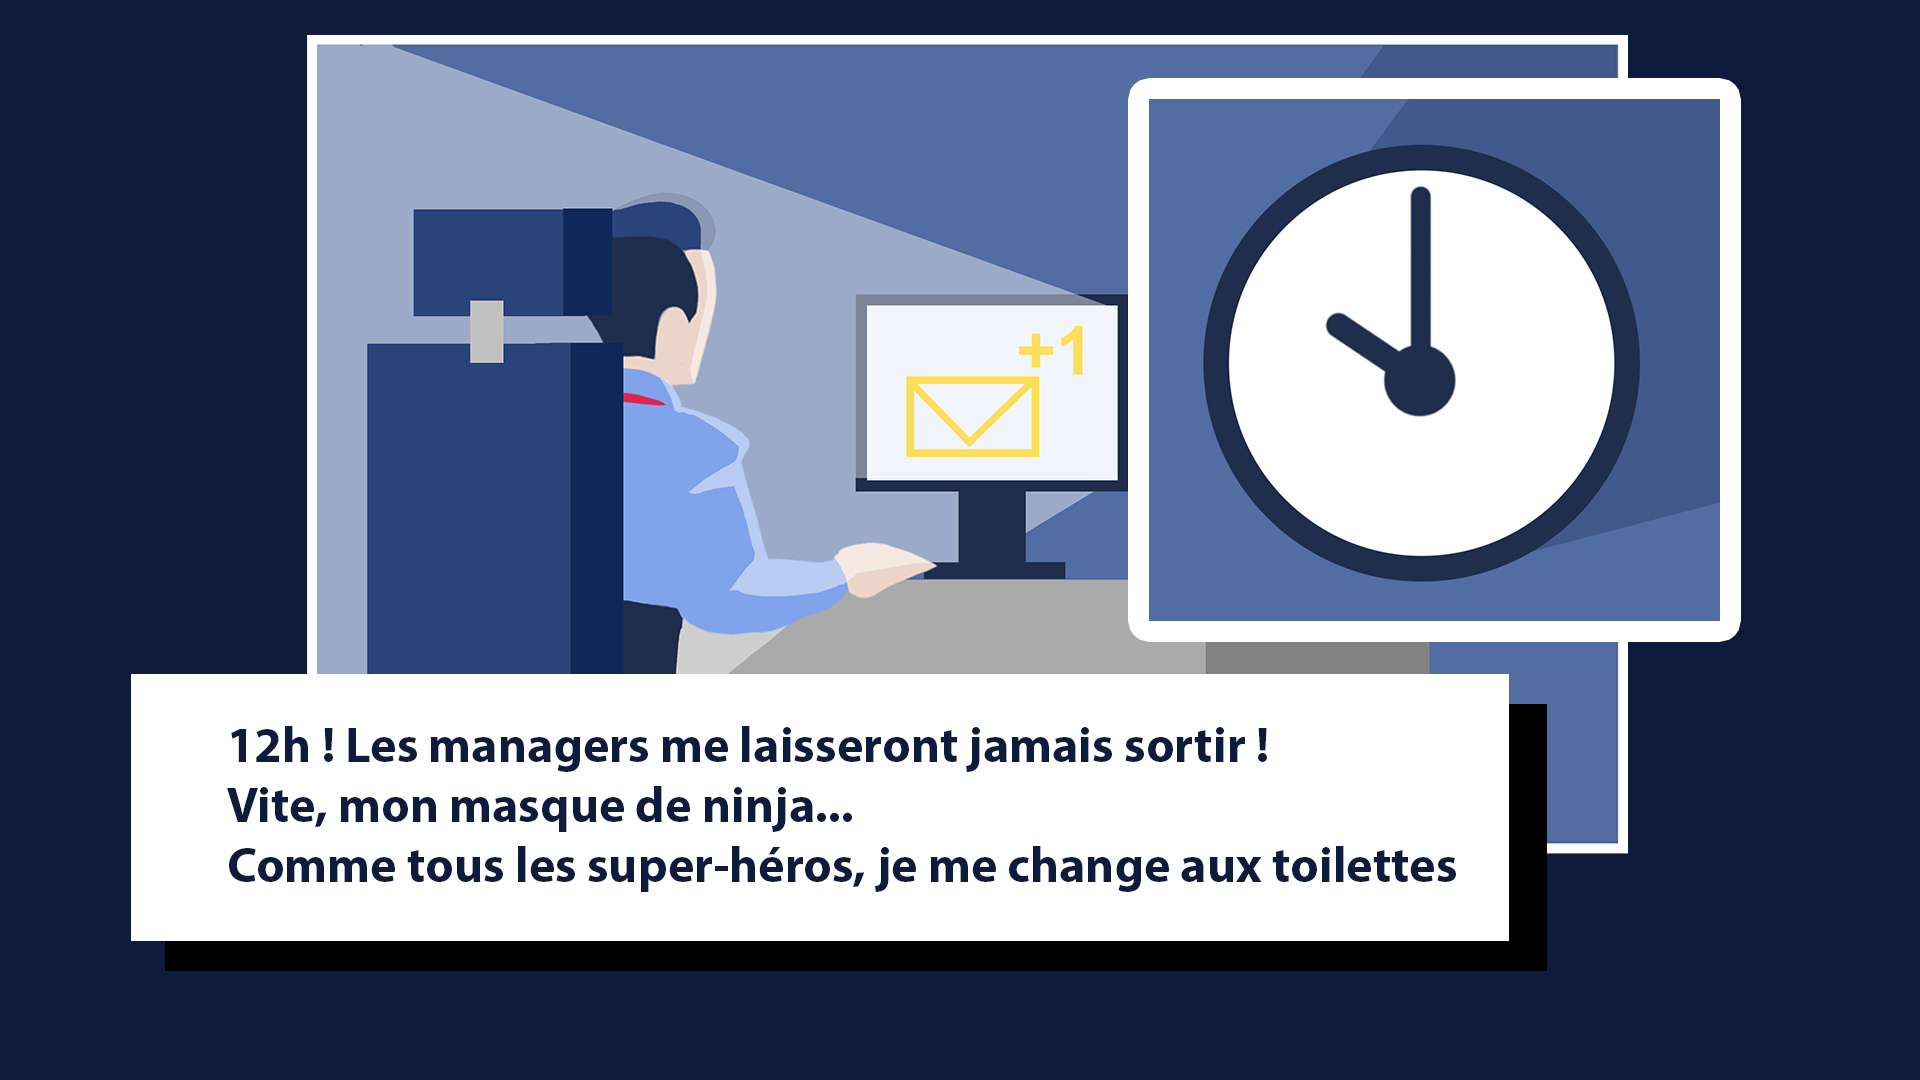 +1
12h ! Les managers me laisseront jamais sortir !
Vite, mon masque de ninja...
Comme tous les super-héros, je me change aux toilettes